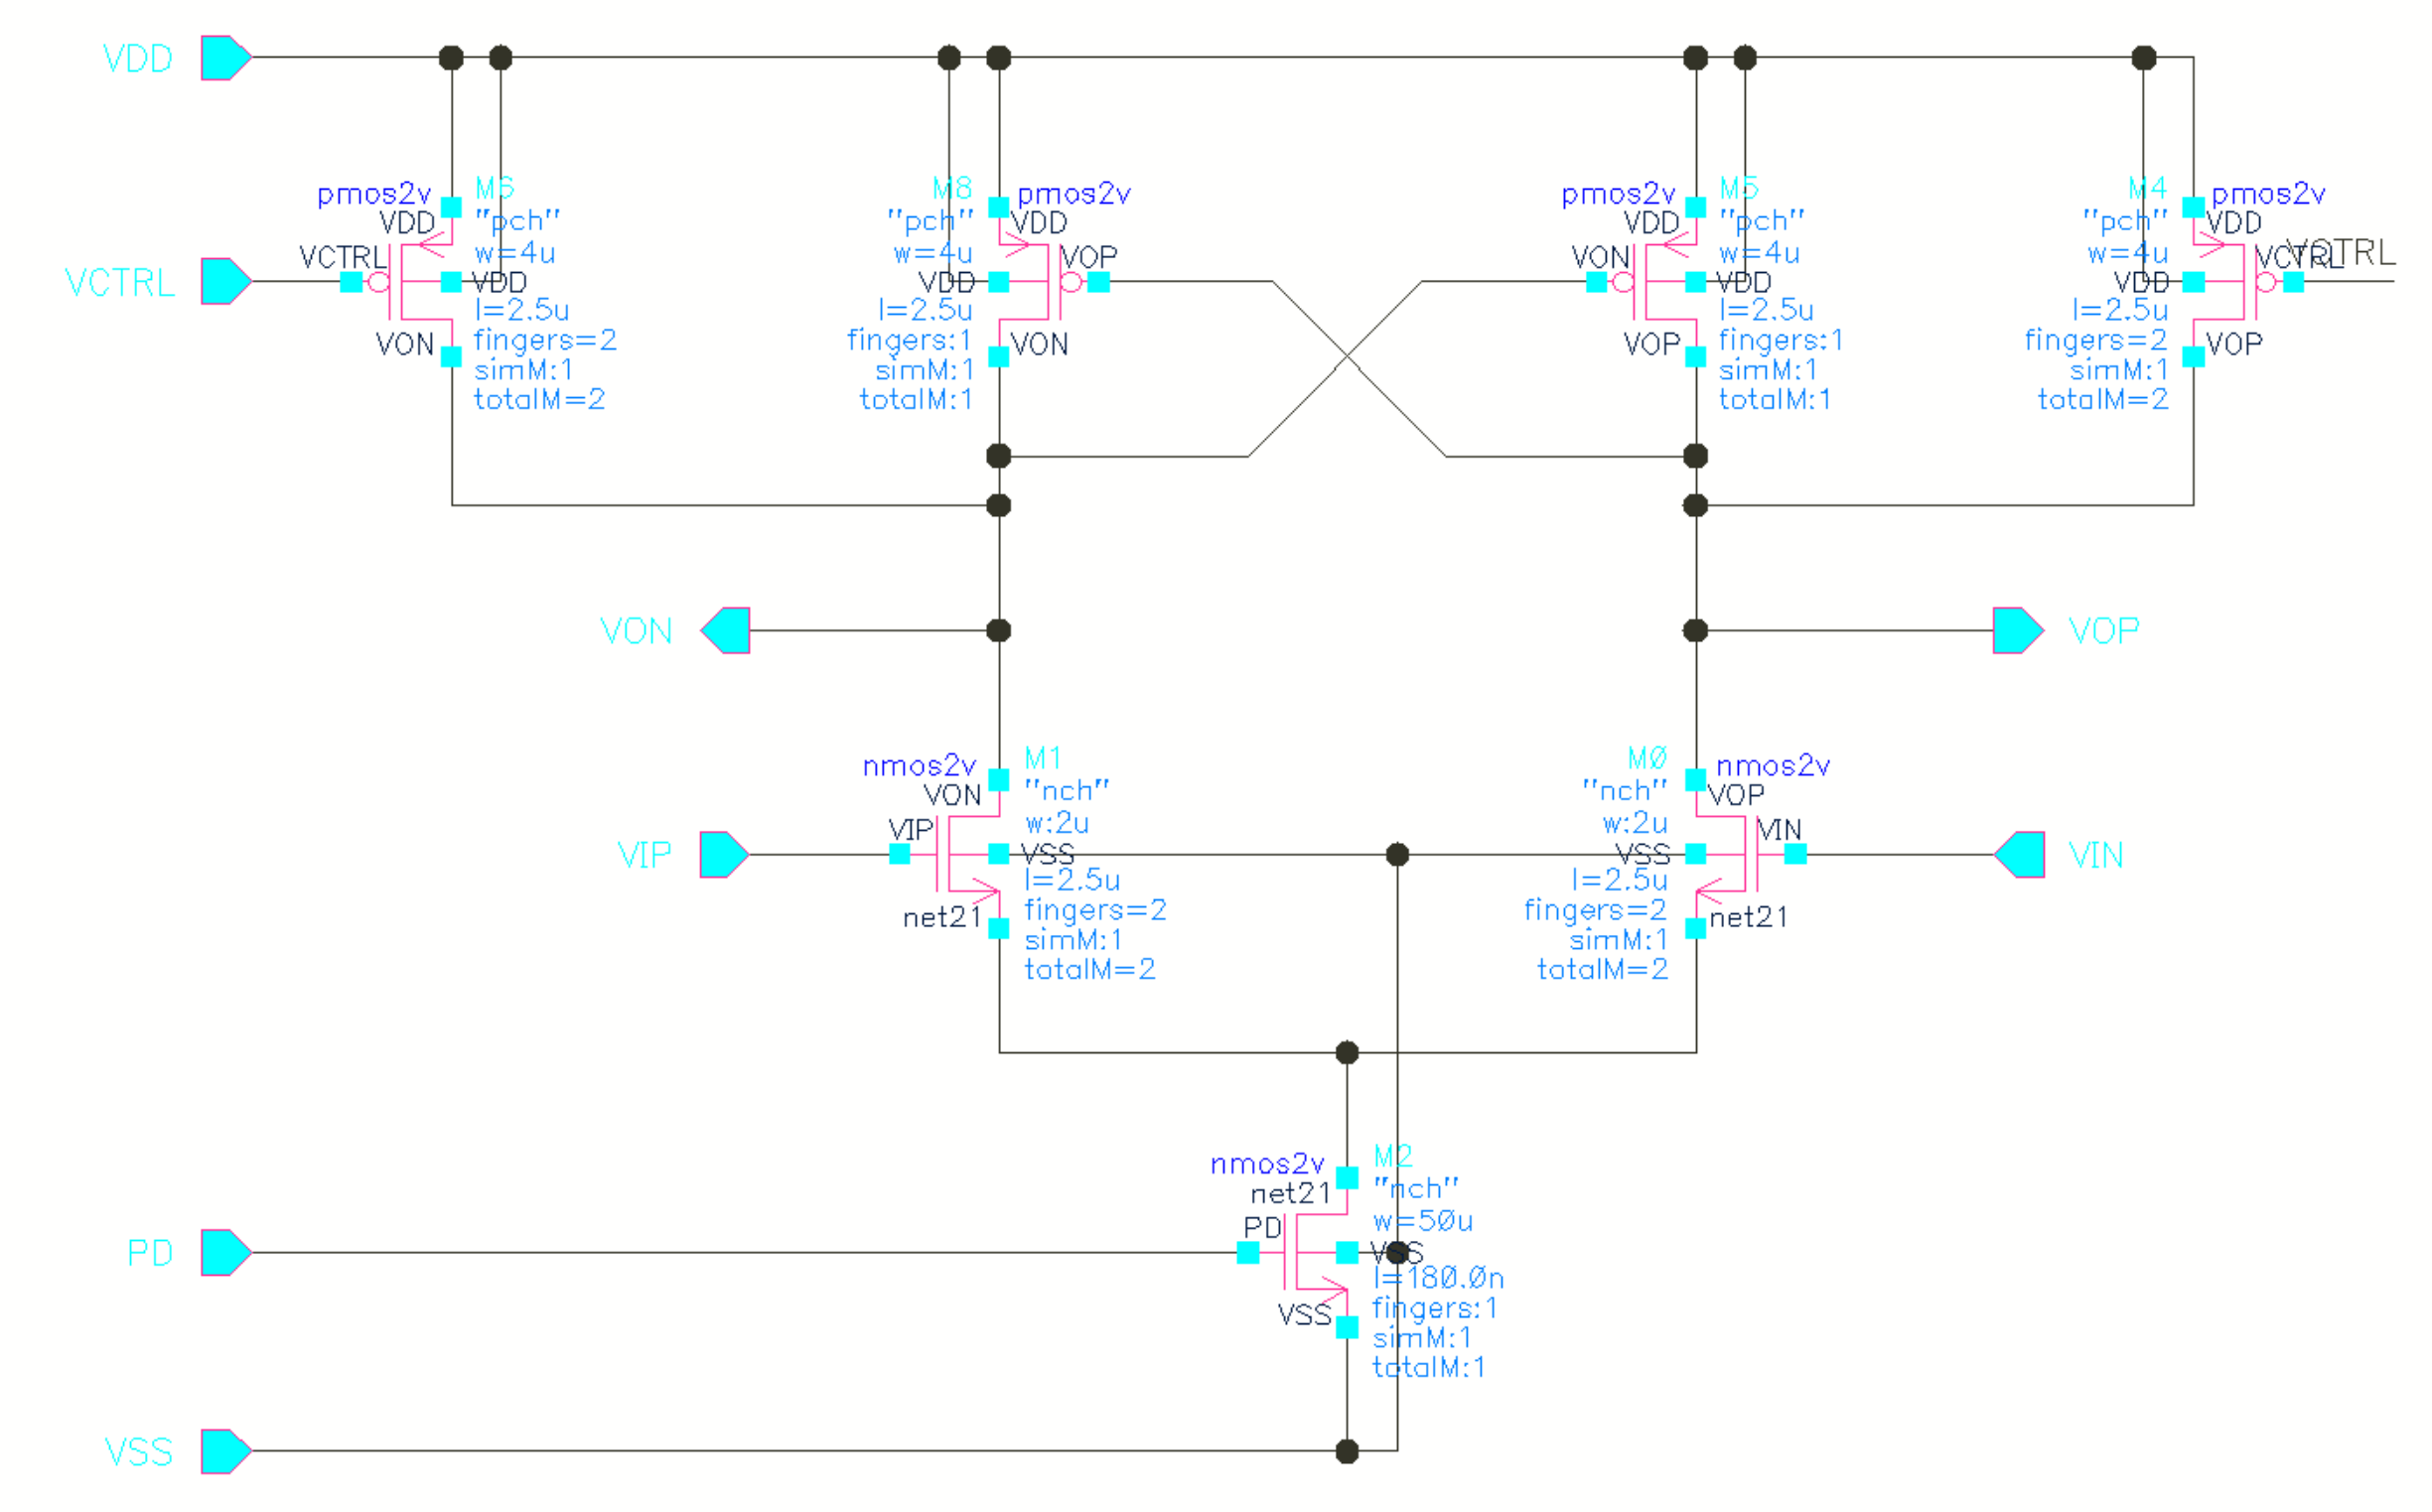 VDD
pmos2v
M6
VDD
"pch"
w=4u
VCTRL
VCTRL
VDD
l=2.5u
fingers=2
VON
simM:1
totalM=2
M8
pmos2v
"pch"
VDD
w=4u
VOP
VDD
l=2.5u
fingers:1
VON
simM:1
totalM:1
pmos2v
M5
VDD
"pch"
w=4u
VON
VDD
l=2.5u
fingers:1
VOP
simM:1
totalM:1
M4
pmos2v
"pch"
VDD
w=4u
VCTRL
VCTRL
VDD
l=2.5u
fingers=2
VOP
simM:1
totalM=2
VON
VOP
nmos2v
M1
VON
"nch"
w:2u
VIP
VIP
VSS
l=2.5u
fingers=2
net21
simM:1
totalM=2
M0
nmos2v
"nch"
VOP
w:2u
VIN
VIN
VSS
l=2.5u
fingers=2
net21
simM:1
totalM=2
nmos2v
M2
net21
"nch"
w=50u
PD
PD
VSS
l=180.0n
fingers:1
VSS
simM:1
totalM:1
VSS